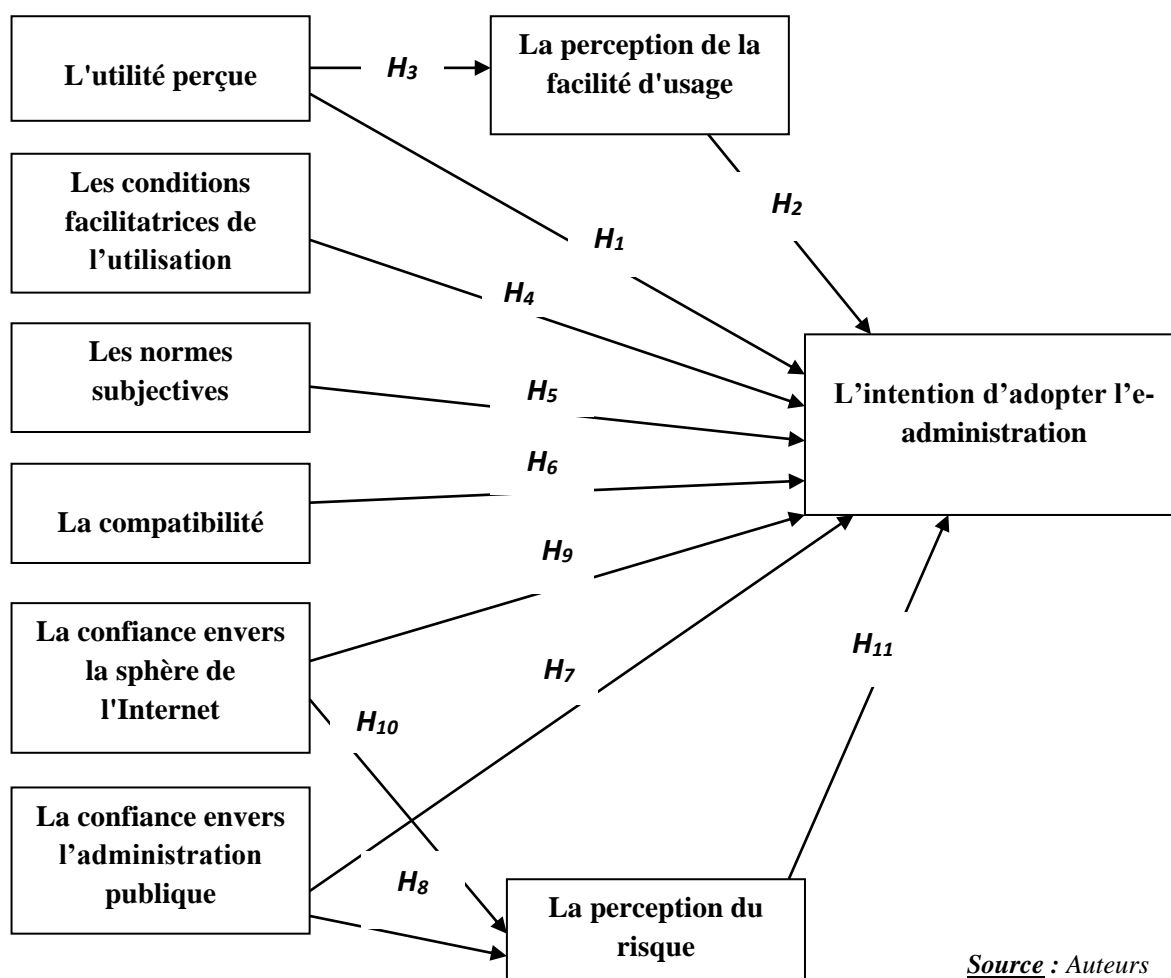 L'utilité perçue
H3
La perception de la
facilité d'usage
Les conditions
facilitatrices de
l’utilisation
H2
H1
H4
Les normes
subjectives
H5
L’intention d’adopter l’e-
administration
La compatibilité
H6
H9
La confiance envers
la sphère de
l'Internet
H10
H7
H11
La confiance envers
l’administration
publique
H8
La perception du
risque
Source : Auteurs